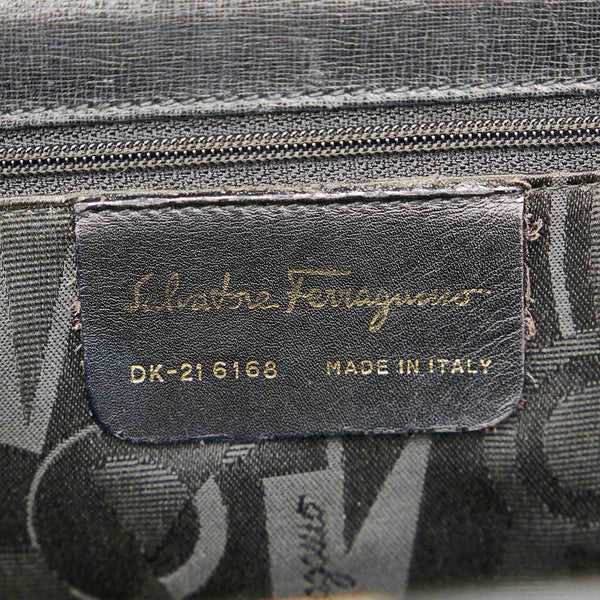 Salvatore Ferragamo
DK-21 6168 MADE IN ITALY